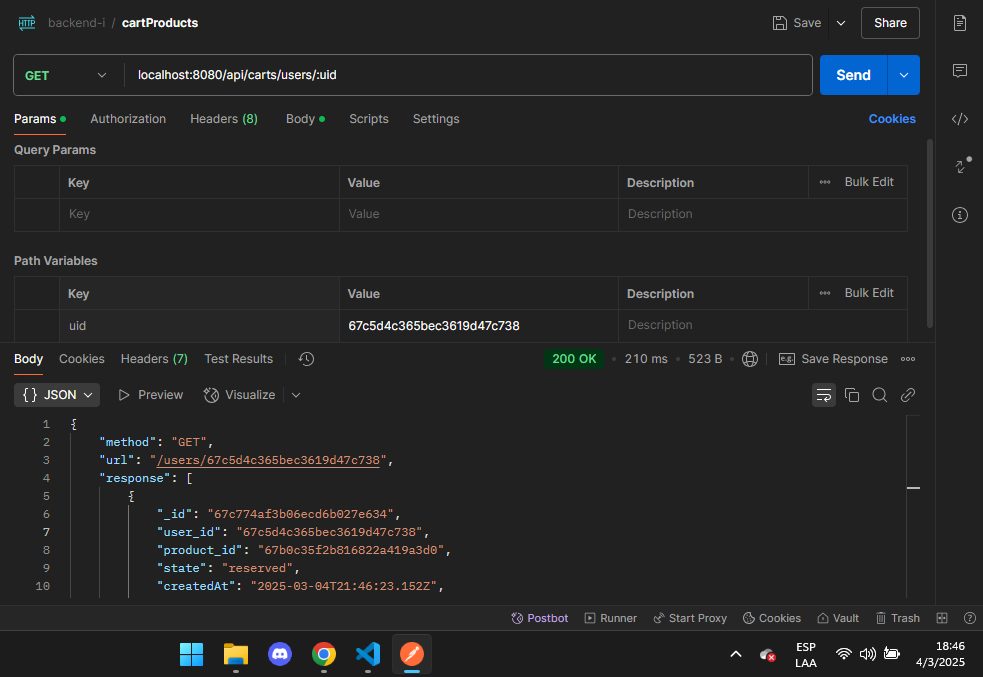 HTTP backend-i / cartProducts Save Share
GET localhost:8080/api/carts/users/:uid Send
Params Authorization Headers (8) Body Scripts Settings Cookies
Query Params
Key Value Description Bulk Edit
Key Value Description
Path Variables
Key Value Description Bulk Edit
uid 67c5d4c365bec3619d47c738 Description
Body Cookies Headers (7) Test Results 200 OK 210 ms 523 B e.g. Save Response
{} JSON Preview Visualize
1 {
2 "method": "GET",
3 "url": "/users/67c5d4c365bec3619d47c738",
4 "response": [
5 {
6 "_id": "67c774af3b06ecd6b027e634",
7 "user_id": "67c5d4c365bec3619d47c738",
8 "product_id": "67b0c35f2b816822a419a3d0",
9 "state": "reserved",
10 "createdAt": "2025-03-04T21:46:23.152Z",
Postbot Runner Start Proxy Cookies Vault Trash
ESP 18:46
LAA 4/3/2025